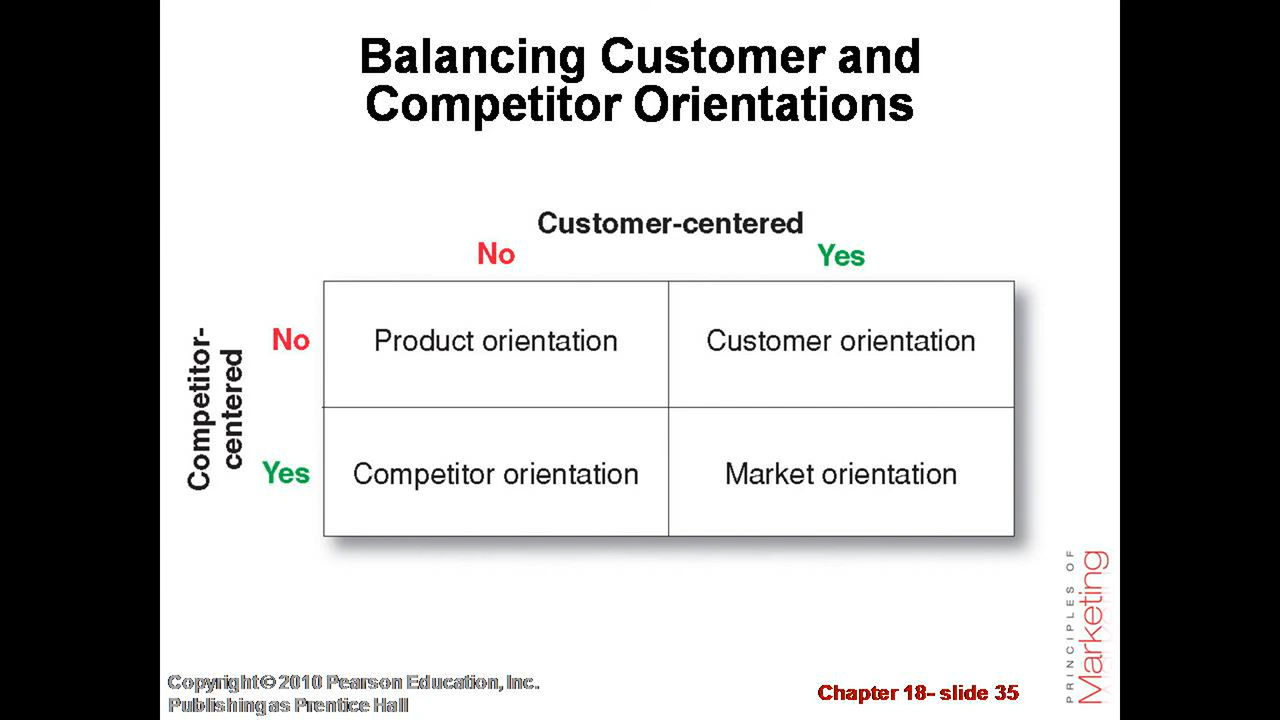 Balancing Customer and
Competitor Orientations
Customer-centered
No Yes
Competitor-
centered
No Product orientation Customer orientation
Yes Competitor orientation Market orientation
PRINCIPLES OF
Marketing
Copyright © 2010 Pearson Education, Inc.
Publishing as Prentice Hall
Chapter 18- slide 35